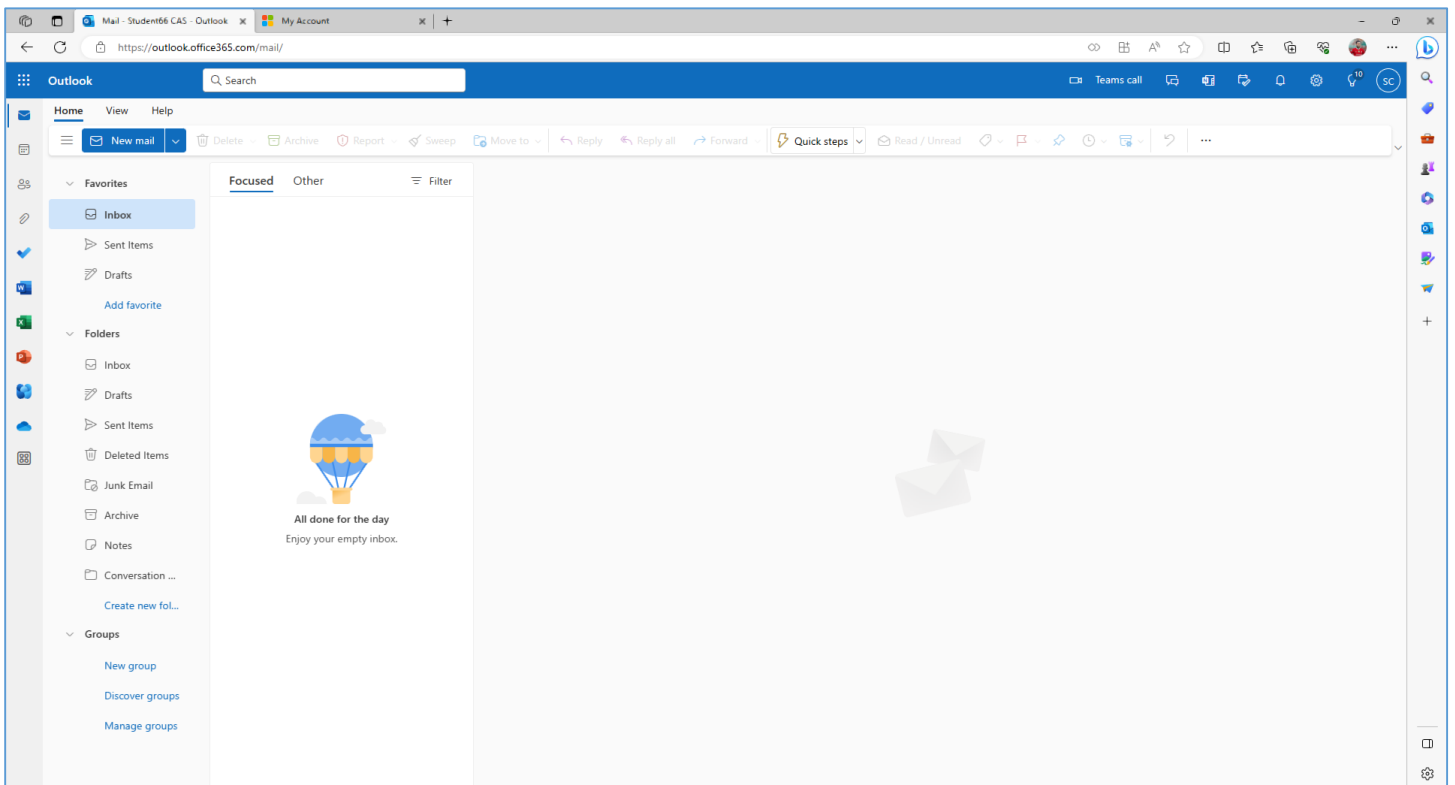 Mail - Student66 CAS - Outlook
My Account
https://outlook.office365.com/mail/
Outlook
Search
Teams call
10
SC
Home View Help
New mail Delete Archive Report Sweep Move to Reply Reply all Forward Quick steps Read / Unread
Favorites
Inbox
Sent Items
Drafts
Add favorite
Folders
Inbox
Drafts
Sent Items
Deleted Items
Junk Email
Archive
Notes
Conversation ...
Create new fol...
Groups
New group
Discover groups
Manage groups
Focused Other Filter
All done for the day
Enjoy your empty inbox.